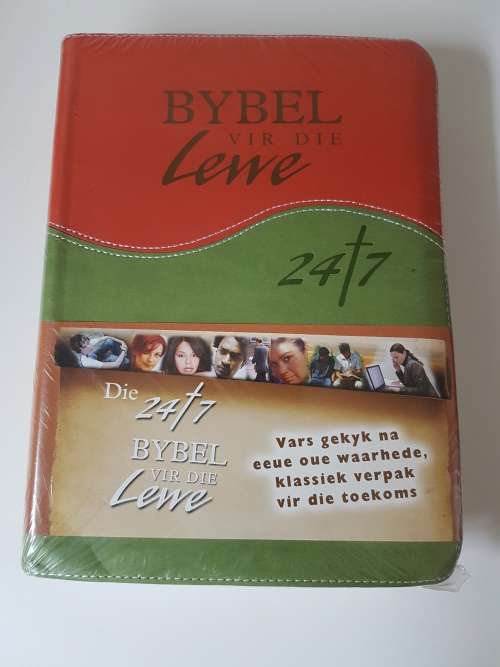 BYBEL
VIR DIE
Lewe
24†7
Die 24†7
BYBEL
VIR DIE
Lewe
Vars gekyk na
eeue oue waarhede,
klassiek verpak
vir die toekoms